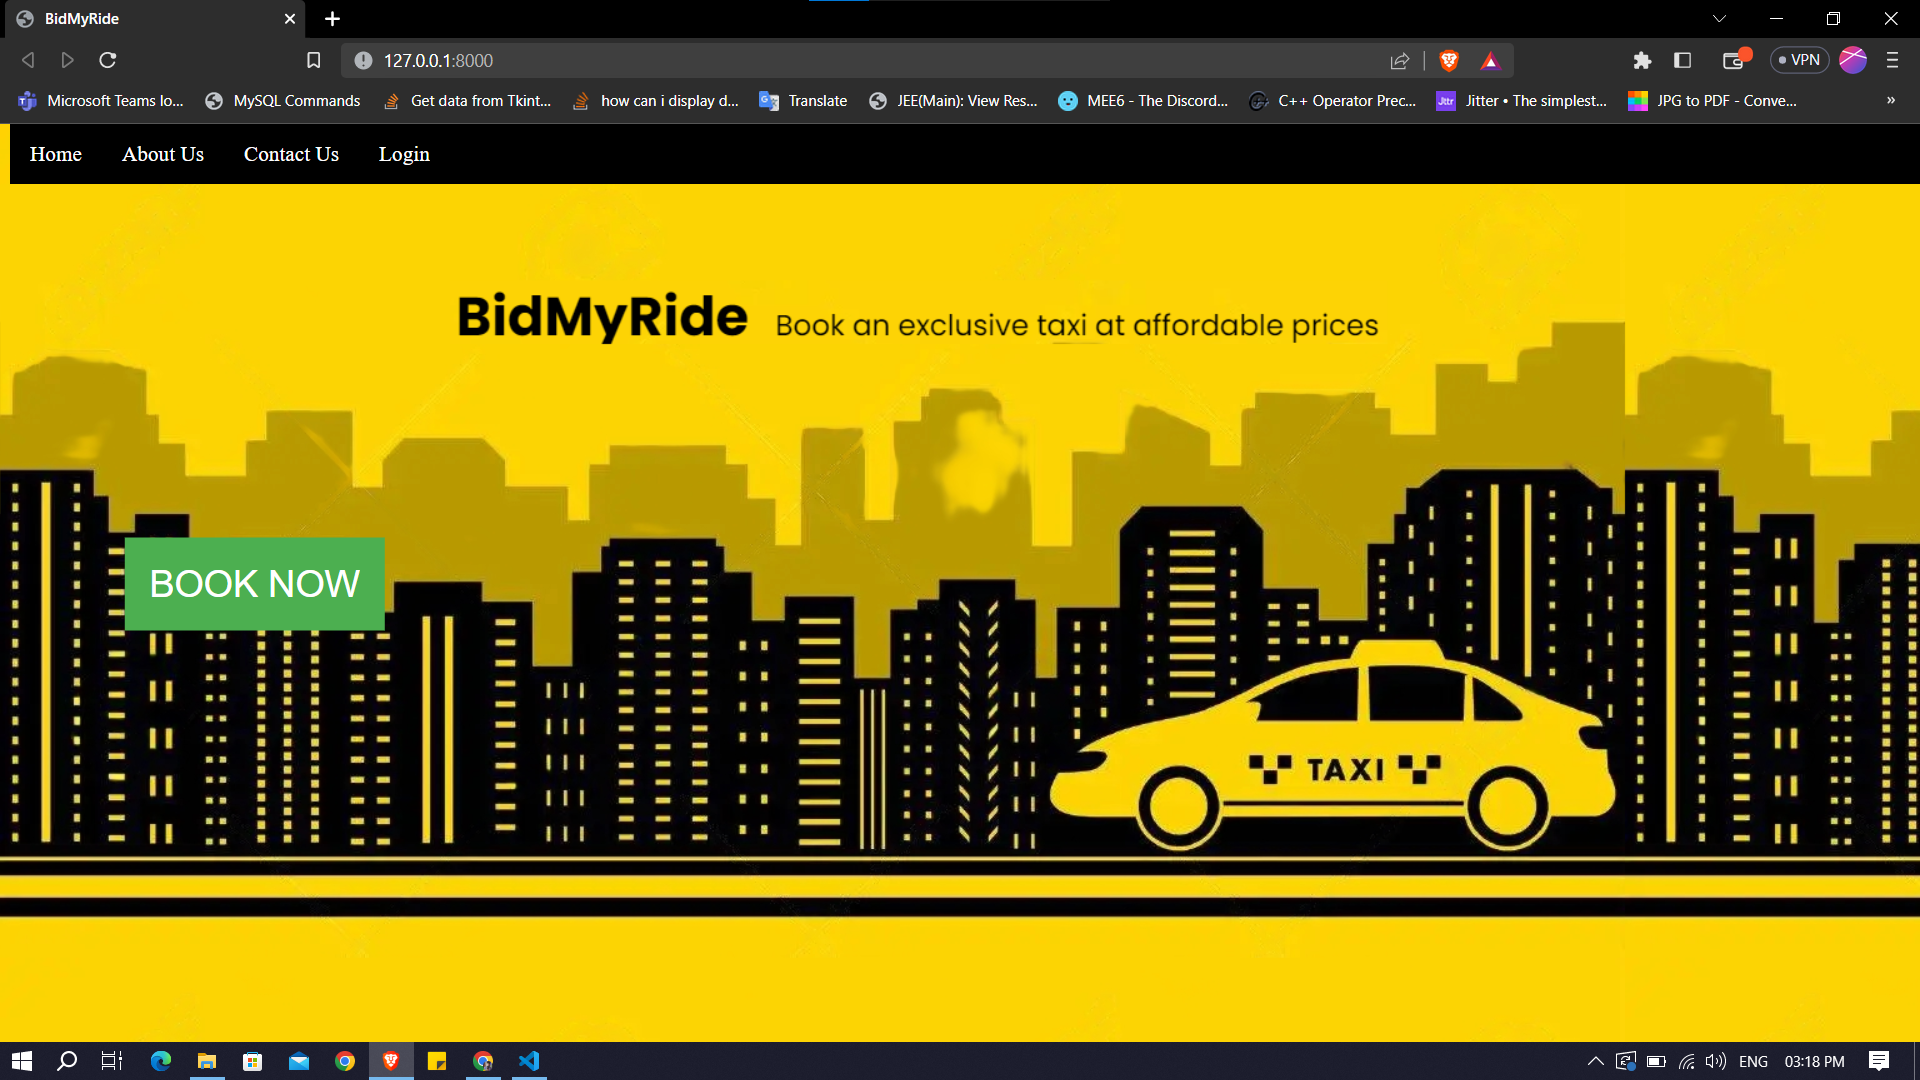 BidMyRide
127.0.0.1:8000
VPN
Microsoft Teams lo...
MySQL Commands
Get data from Tkint...
how can i display d...
Translate
JEE(Main): View Res...
MEE6 - The Discord...
C++ Operator Prec...
Jttr
Jitter • The simplest...
JPG to PDF - Conve...
»
Home
About Us
Contact Us
Login
BidMyRide Book an exclusive taxi at affordable prices
BOOK NOW
TAXI
ENG
03:18 PM